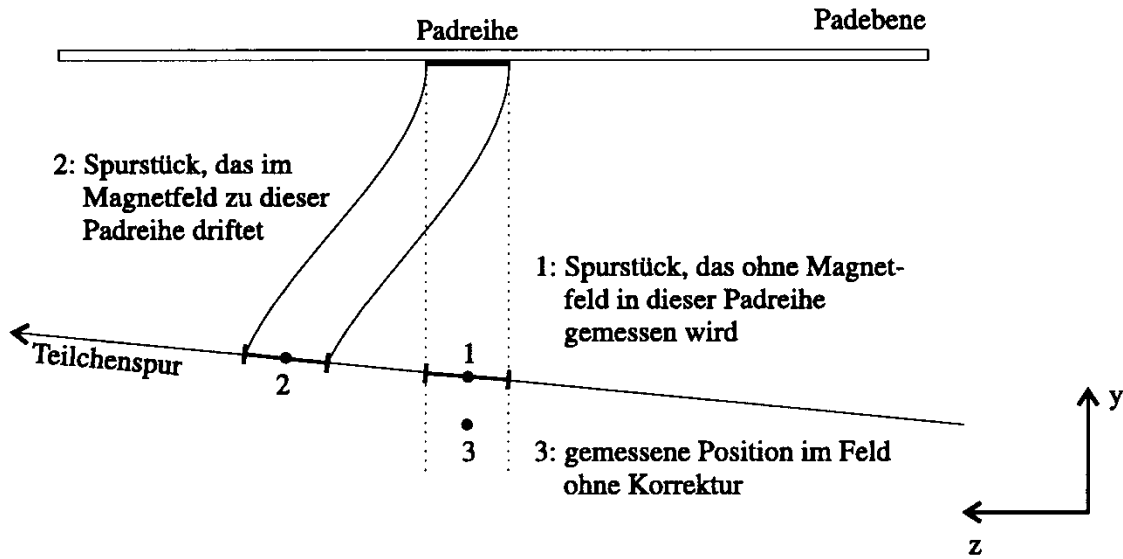 Padreihe
Padebene
2: Spurstück, das im
Magnetfeld zu dieser
Padreihe driftet
1: Spurstück, das ohne Magnet-
feld in dieser Padreihe
gemessen wird
Teilchenspur
2
1
3
3: gemessene Position im Feld
ohne Korrektur
y
z